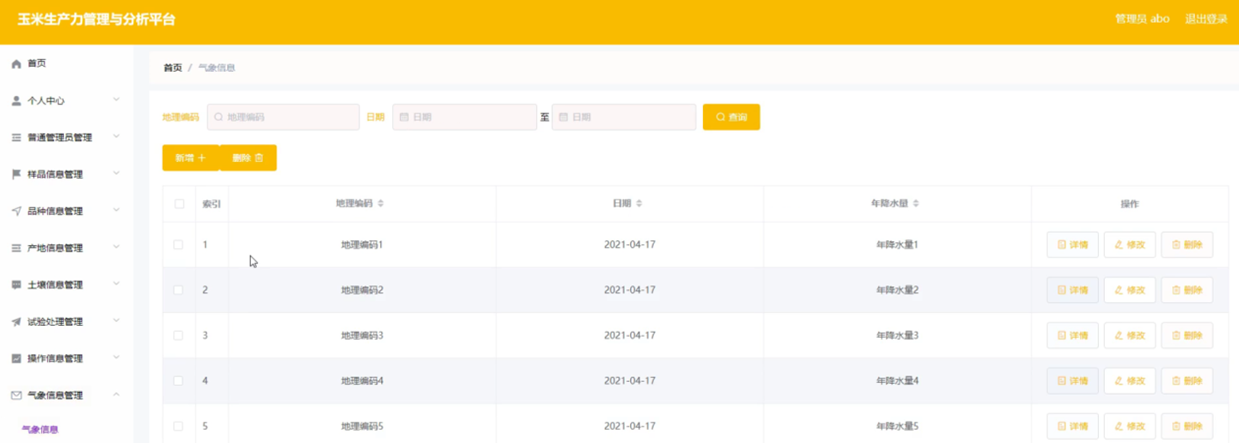 玉米生产力管理与分析平台
管理员 abo 退出登录
首页
个人中心
普通管理员管理
样品信息管理
品种信息管理
产地信息管理
土壤信息管理
试验处理管理
操作信息管理
气象信息管理
气象信息
首页 / 气象信息
地理编码 地理编码 日期 日期 至 日期 查询
新增 删除
索引 地理编码 日期 年降水量 操作
1 地理编码1 2021-04-17 年降水量1 详情 修改 删除
2 地理编码2 2021-04-17 年降水量2 详情 修改 删除
3 地理编码3 2021-04-17 年降水量3 详情 修改 删除
4 地理编码4 2021-04-17 年降水量4 详情 修改 删除
5 地理编码5 2021-04-17 年降水量5 详情 修改 删除